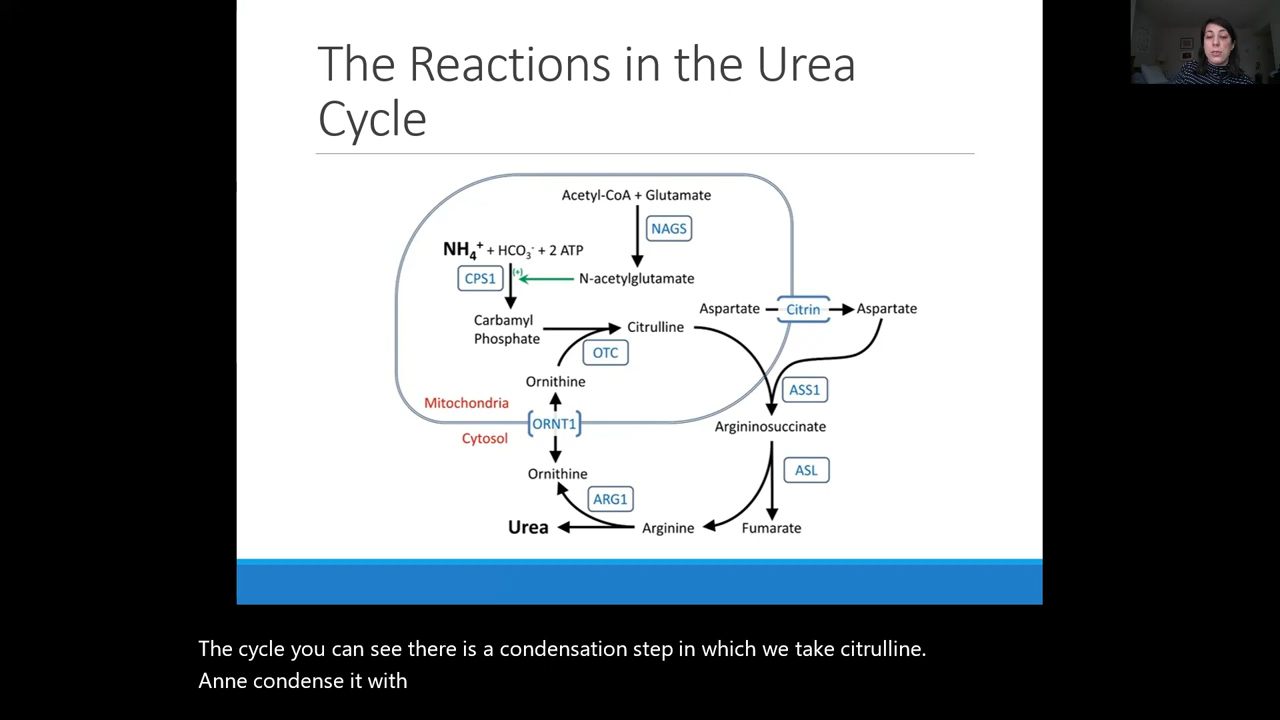 The Reactions in the Urea
Cycle
Acetyl-CoA + Glutamate
NAGS
NH4+ + HCO3- + 2 ATP
CPS1
(+)
N-acetylglutamate
Aspartate
Citrin
Aspartate
Carbamyl
Phosphate
Citrulline
OTC
Ornithine
ASS1
Mitochondria
ORNT1
Argininosuccinate
Cytosol
Ornithine
ASL
ARG1
Urea
Arginine
Fumarate
The cycle you can see there is a condensation step in which we take citrulline.
Anne condense it with